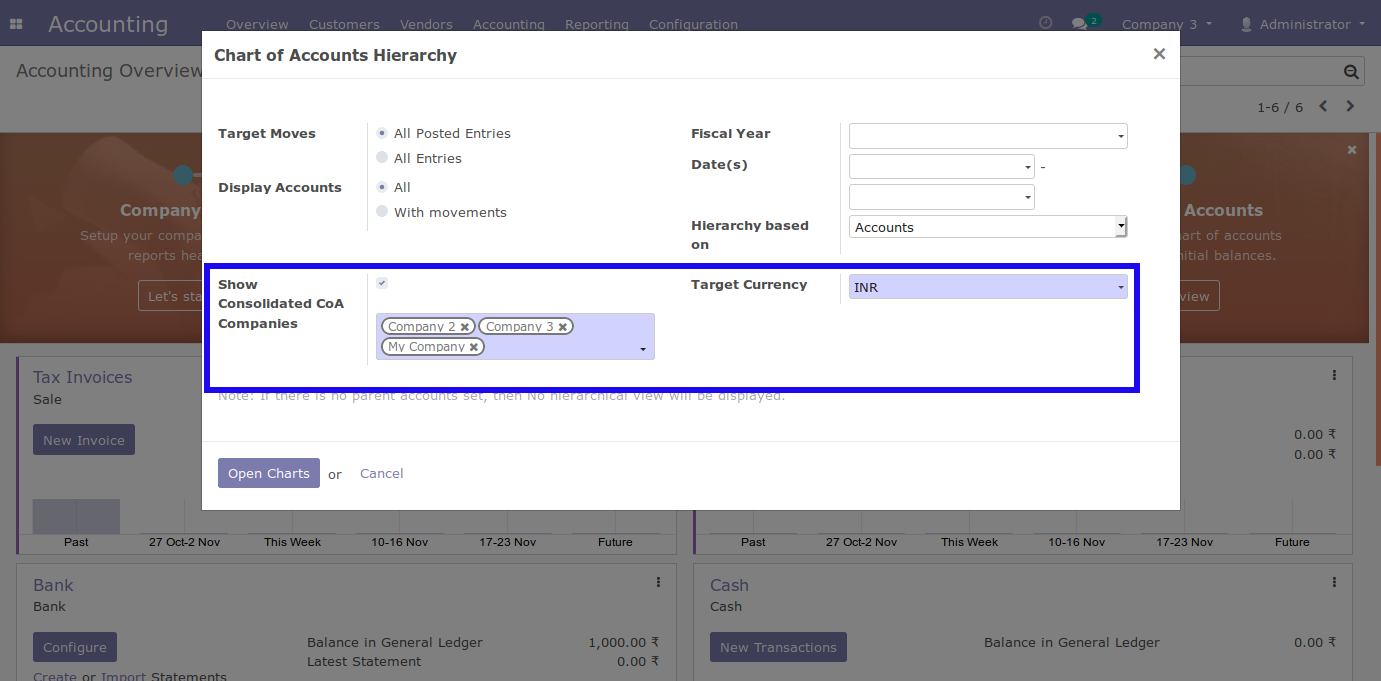 Accounting
Overview Customers Vendors Accounting Reporting Configuration
2
Company 3
Administrator
Accounting Overview
1-6 / 6
Chart of Accounts Hierarchy
Target Moves
All Posted Entries
All Entries
Display Accounts
All
With movements
Fiscal Year
Date(s)
-
Hierarchy based
on
Accounts
Show
Consolidated CoA
Companies
Company 2
Company 3
My Company
Target Currency
INR
Note: If there is no parent accounts set, then No hierarchical view will be displayed.
Open Charts or Cancel
Company
Setup your compa
reports hea
Let's sta
Accounts
art of accounts
nitial balances.
view
Tax Invoices
Sale
New Invoice
Past 27 Oct-2 Nov This Week 10-16 Nov 17-23 Nov Future
0.00 ₹
0.00 ₹
Past 27 Oct-2 Nov This Week 10-16 Nov 17-23 Nov Future
Bank
Bank
Configure
Create or Import Statements
Balance in General Ledger 1,000.00 ₹
Latest Statement 0.00 ₹
Cash
Cash
New Transactions
Balance in General Ledger 0.00 ₹